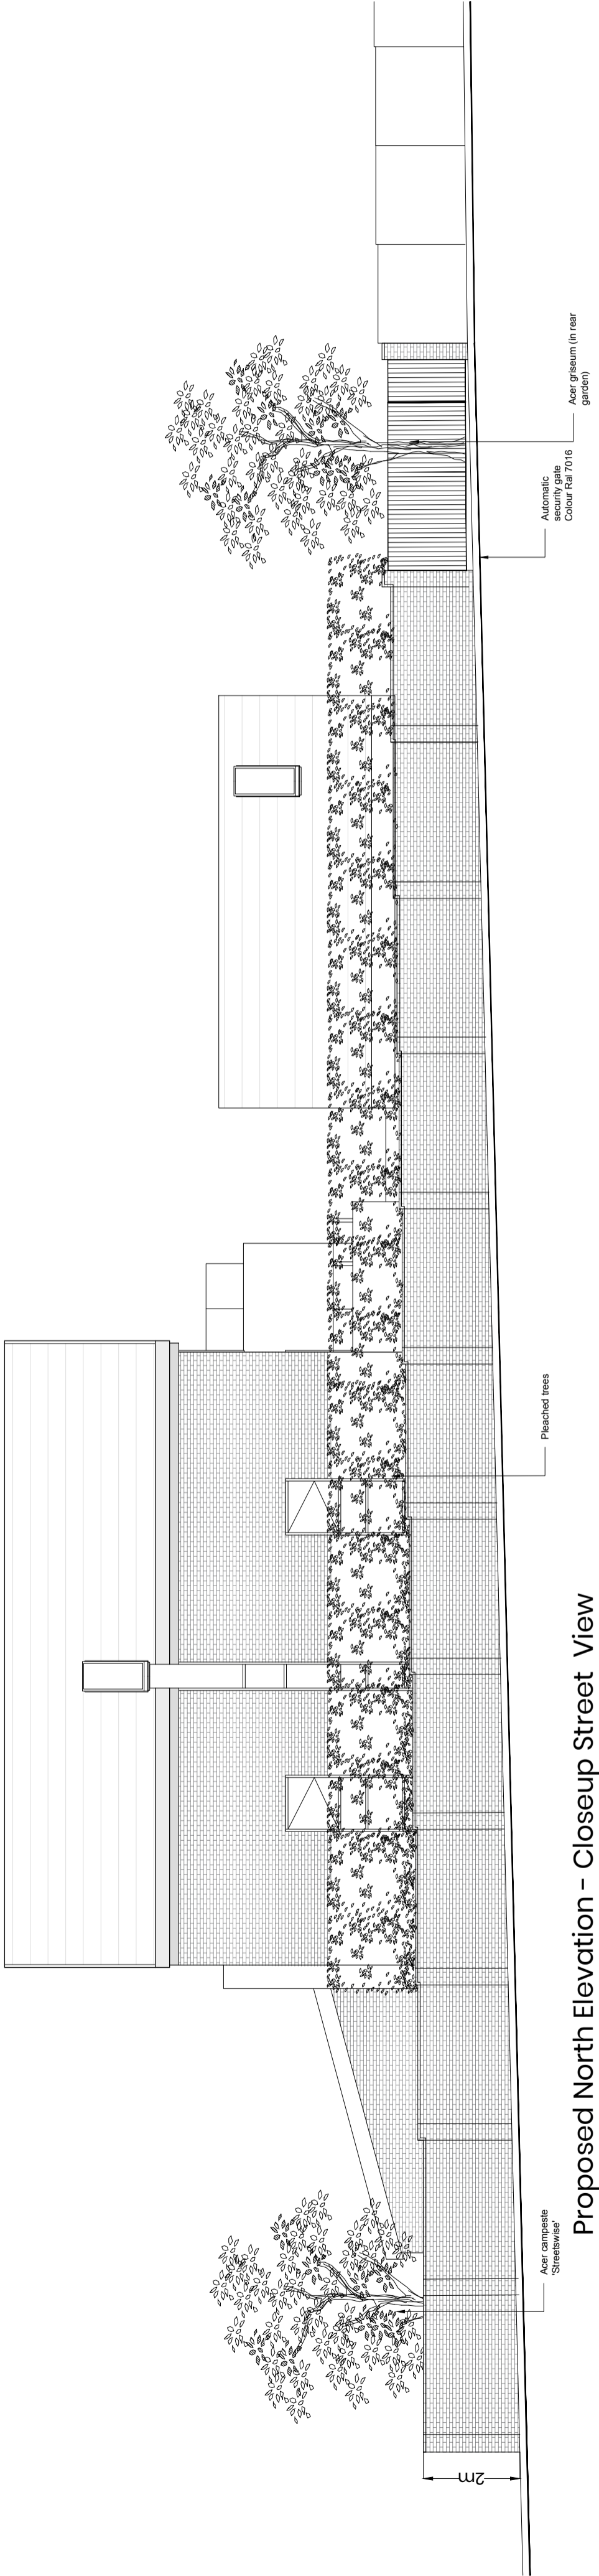 2m
Acer campeste
'Streetswise'
Pleached trees
Automatic
security gate
Colour Ral 7016
Acer griseum (in rear
garden)
Proposed North Elevation - Closeup Street View